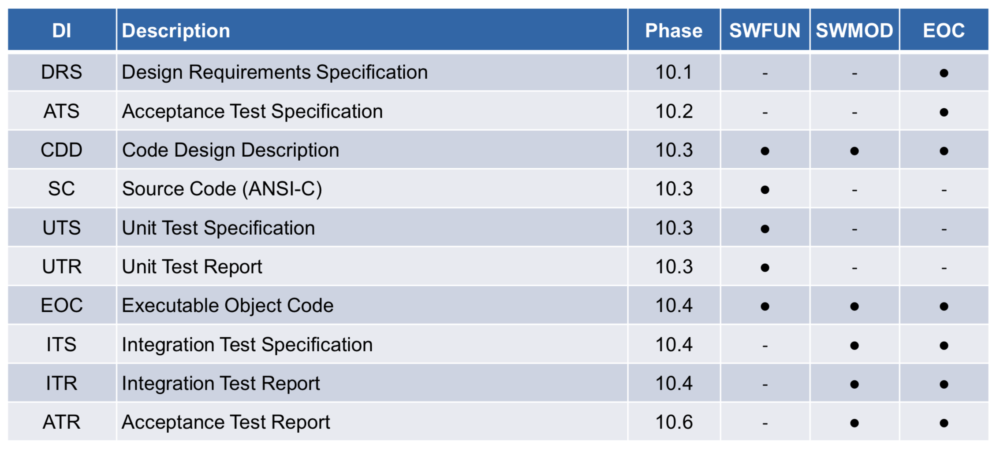 DI Description Phase SWFUN SWMOD EOC
DRS Design Requirements Specification 10.1 - - ●
ATS Acceptance Test Specification 10.2 - - ●
CDD Code Design Description 10.3 ● ● ●
SC Source Code (ANSI-C) 10.3 ● - -
UTS Unit Test Specification 10.3 ● - -
UTR Unit Test Report 10.3 ● - -
EOC Executable Object Code 10.4 ● ● ●
ITS Integration Test Specification 10.4 - ● ●
ITR Integration Test Report 10.4 - ● ●
ATR Acceptance Test Report 10.6 - ● ●